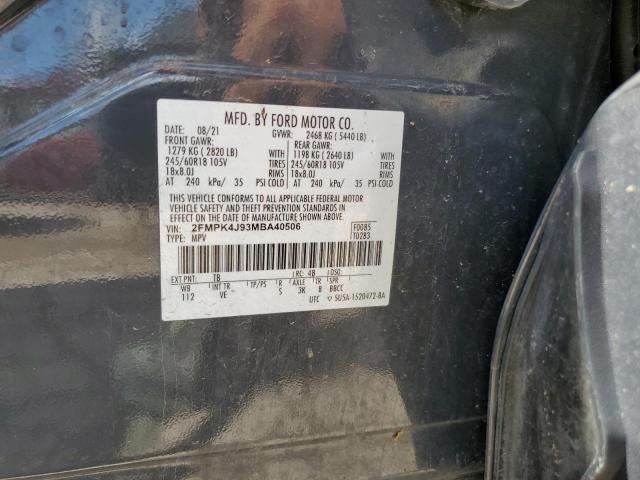 MFD. BY FORD MOTOR CO.
DATE: 08/21 GVWR: 2468 KG (5440 LB)
FRONT GAWR: REAR GAWR:
1279 KG (2820 LB) 1198 KG (2640 LB)
245/60R18 105V TIRES 245/60R18 105V TIRES
18x8.0J RIMS 18x8.0J RIMS
AT 240 kPa/ 35 PSI COLD AT 240 kPa/ 35 PSI COLD
THIS VEHICLE CONFORMS TO ALL APPLICABLE FEDERAL MOTOR
VEHICLE SAFETY AND BUMPER STANDARDS IN EFFECT ON THE
DATE OF MANUFACTURE SHOWN ABOVE.
VIN: 2FMPK4J93MBA40506 F0085
TYPE: MPV T0283
EXT PNT: TB RC: 4B DSO:
WB INT TR TP/PS R AXLE TR SPR
112 VE S 3K B BBCC
UTC ▽ 5U5A-1520472-BA